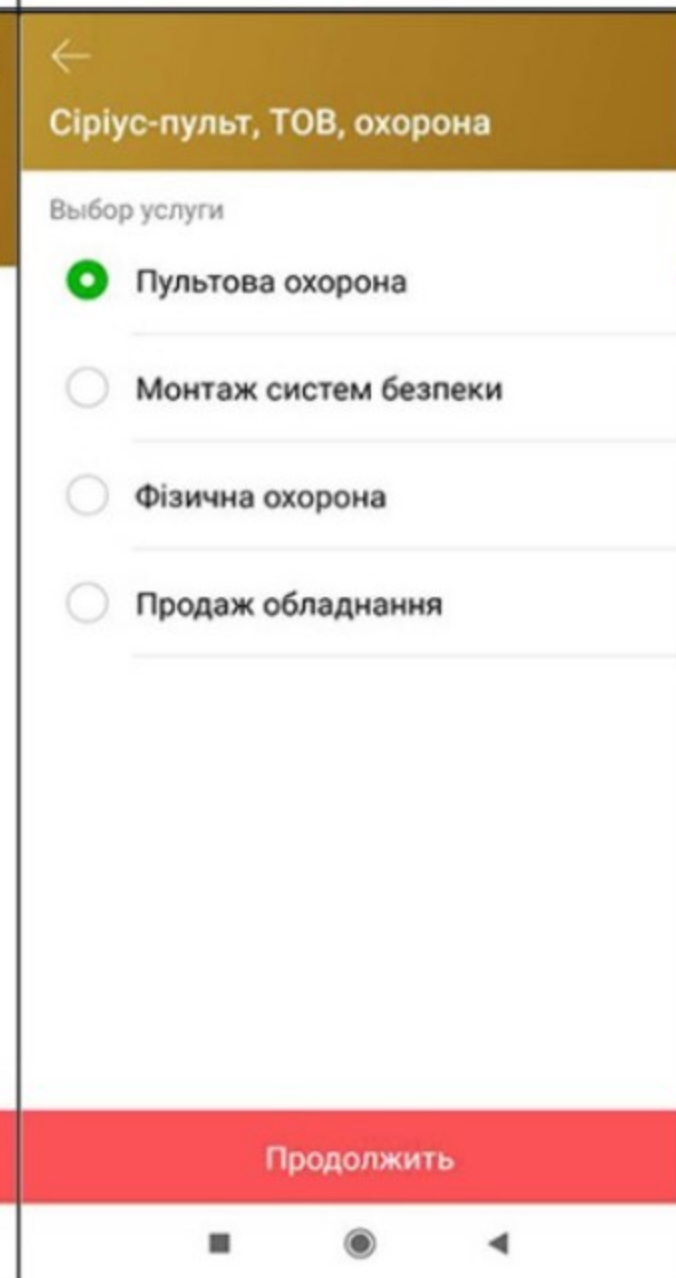 Сіріус-пульт, ТОВ, охорона
Выбор услуги
Пультова охорона
Монтаж систем безпеки
Фізична охорона
Продаж обладнання
Продолжить